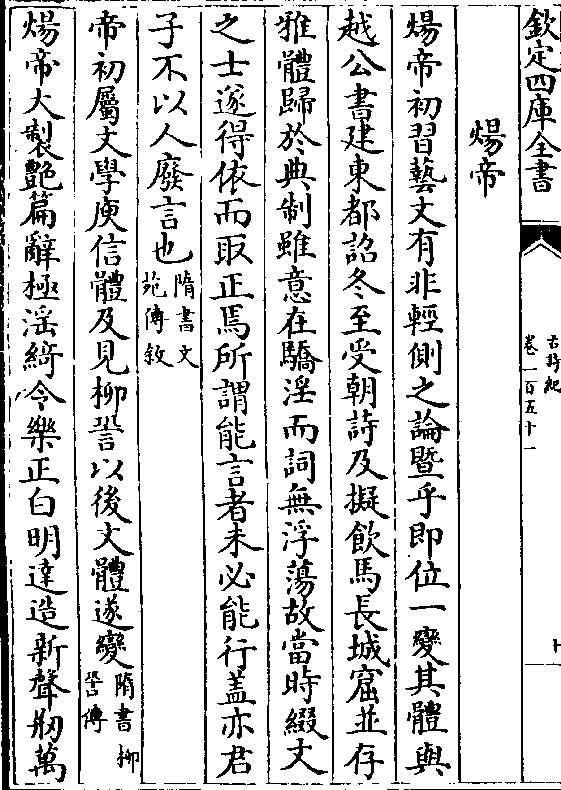 欽定四庫全書
古詩紀
卷一百五十一
十
煬帝
煬帝初習藝文有非輕側之論暨乎即位一變其體與
越公書建東都詔冬至受朝詩及擬飲馬長城窟並存
雅體歸於典制雖意在驕淫而詞無浮蕩故當時綴文
之士遂得依而取正焉所謂能言者未必能行蓋亦君
子不以人廢言也隋書文苑傳敘
帝初屬文學庾信體及見柳䛒以後文體遂變隋書柳䛒傳
煬帝大製豔篇辭極淫綺令樂正白明達造新聲刱萬